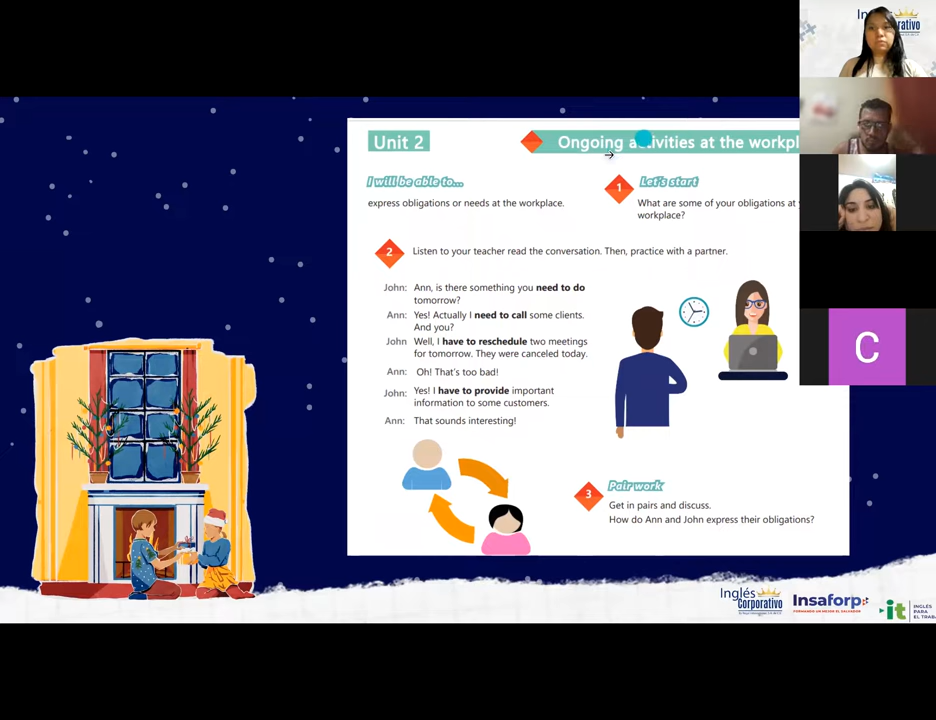 Unit 2
Ongoing activities at the workpl
I will be able to...
express obligations or needs at the workplace.
1
Let's start
What are some of your obligations at
workplace?
2
Listen to your teacher read the conversation. Then, practice with a partner.
John: Ann, is there something you need to do
tomorrow?
Ann: Yes! Actually I need to call some clients.
And you?
John Well, I have to reschedule two meetings
for tomorrow. They were canceled today.
Ann: Oh! That's too bad!
John: Yes! I have to provide important
information to some customers.
Ann: That sounds interesting!
3
Pair work
Get in pairs and discuss.
How do Ann and John express their obligations?
C
Inglés
Corporativo
Insaforp
it
INGLÉS
PARA
EL TRABA